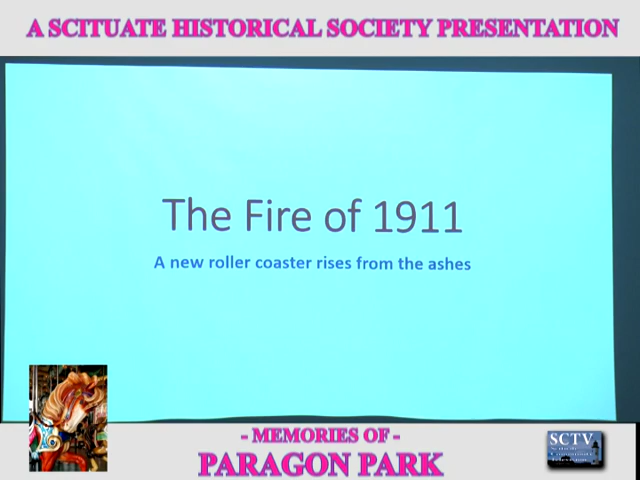 A SCITUATE HISTORICAL SOCIETY PRESENTATION
The Fire of 1911
A new roller coaster rises from the ashes
- MEMORIES OF -
PARAGON PARK
SCTV